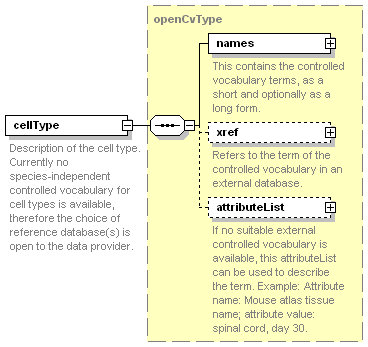 openCvType
names
This contains the controlled
vocabulary terms, as a
short and optionally as a
long form.
cellType
Description of the cell type.
Currently no
species-independent
controlled vocabulary for
cell types is available,
therefore the choice of
reference database(s) is
open to the data provider.
xref
Refers to the term of the
controlled vocabulary in an
external database.
attributeList
If no suitable external
controlled vocabulary is
available, this attributeList
can be used to describe
the term. Example: Attribute
name: Mouse atlas tissue
name; attribute value:
spinal cord, day 30.